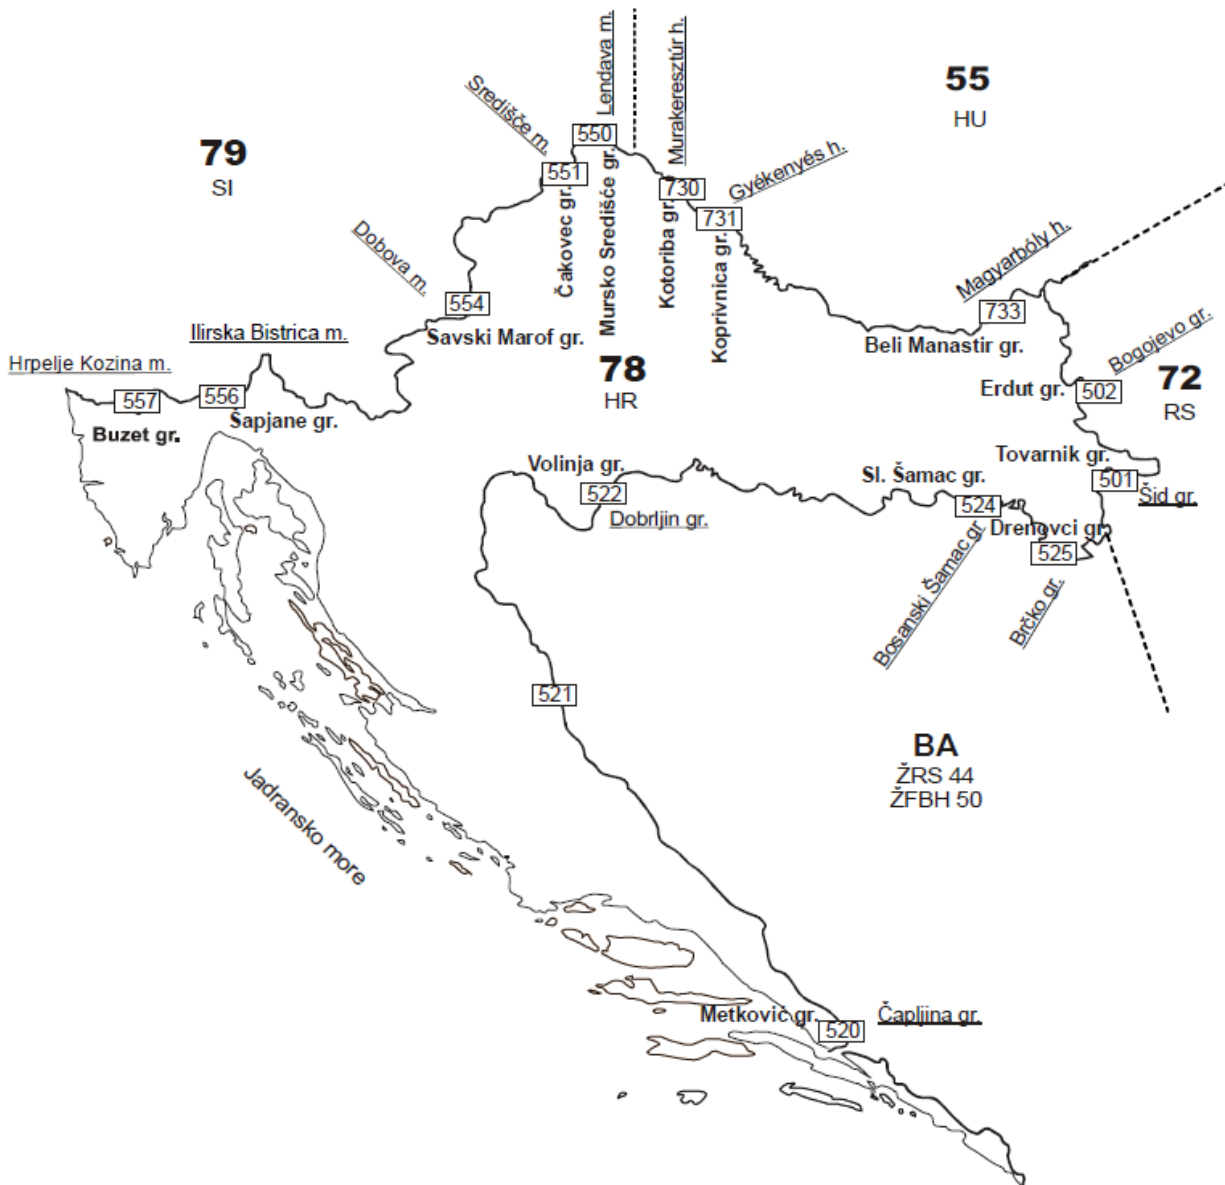 Lendava m.
Murakeresztúr h.
55
HU
Središče m.
79
SI
550
551
730
Gyékenyés h.
731
Čakovec gr.
Mursko Središče gr.
Kotoriba gr.
Koprivnica gr.
Dobova m.
554
Savski Marof gr.
Magyarbóly h.
733
Beli Manastir gr.
Ilirska Bistrica m.
Hrpelje Kozina m.
557
556
Buzet gr.
Šapjane gr.
78
HR
Bogojevo gr.
Erdut gr.
502
72
RS
Tovarnik gr.
501
Šid gr.
Volinja gr.
522
Dobrljin gr.
Sl. Šamac gr.
524
Drenovci gr.
525
Bosanski Šamac gr.
Brčko gr.
521
BA
ŽRS 44
ŽFBH 50
Jadransko more
Metković gr.
520
Čapljina gr.